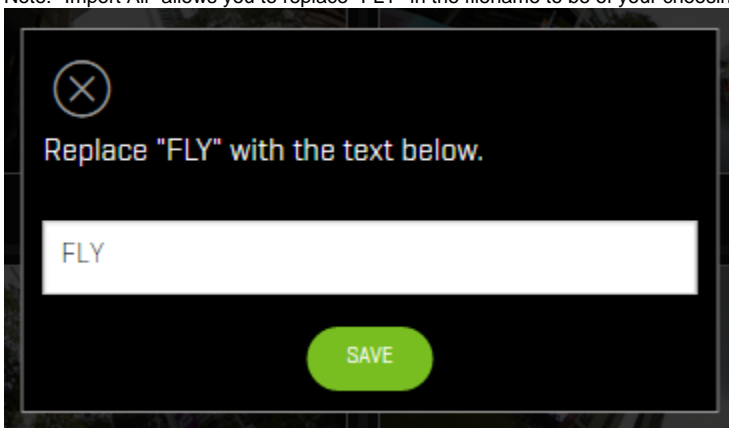 Note: "Import All" allows you to replace "FLY" in the filename to be of your choosin
Replace "FLY" with the text below.
FLY
SAVE